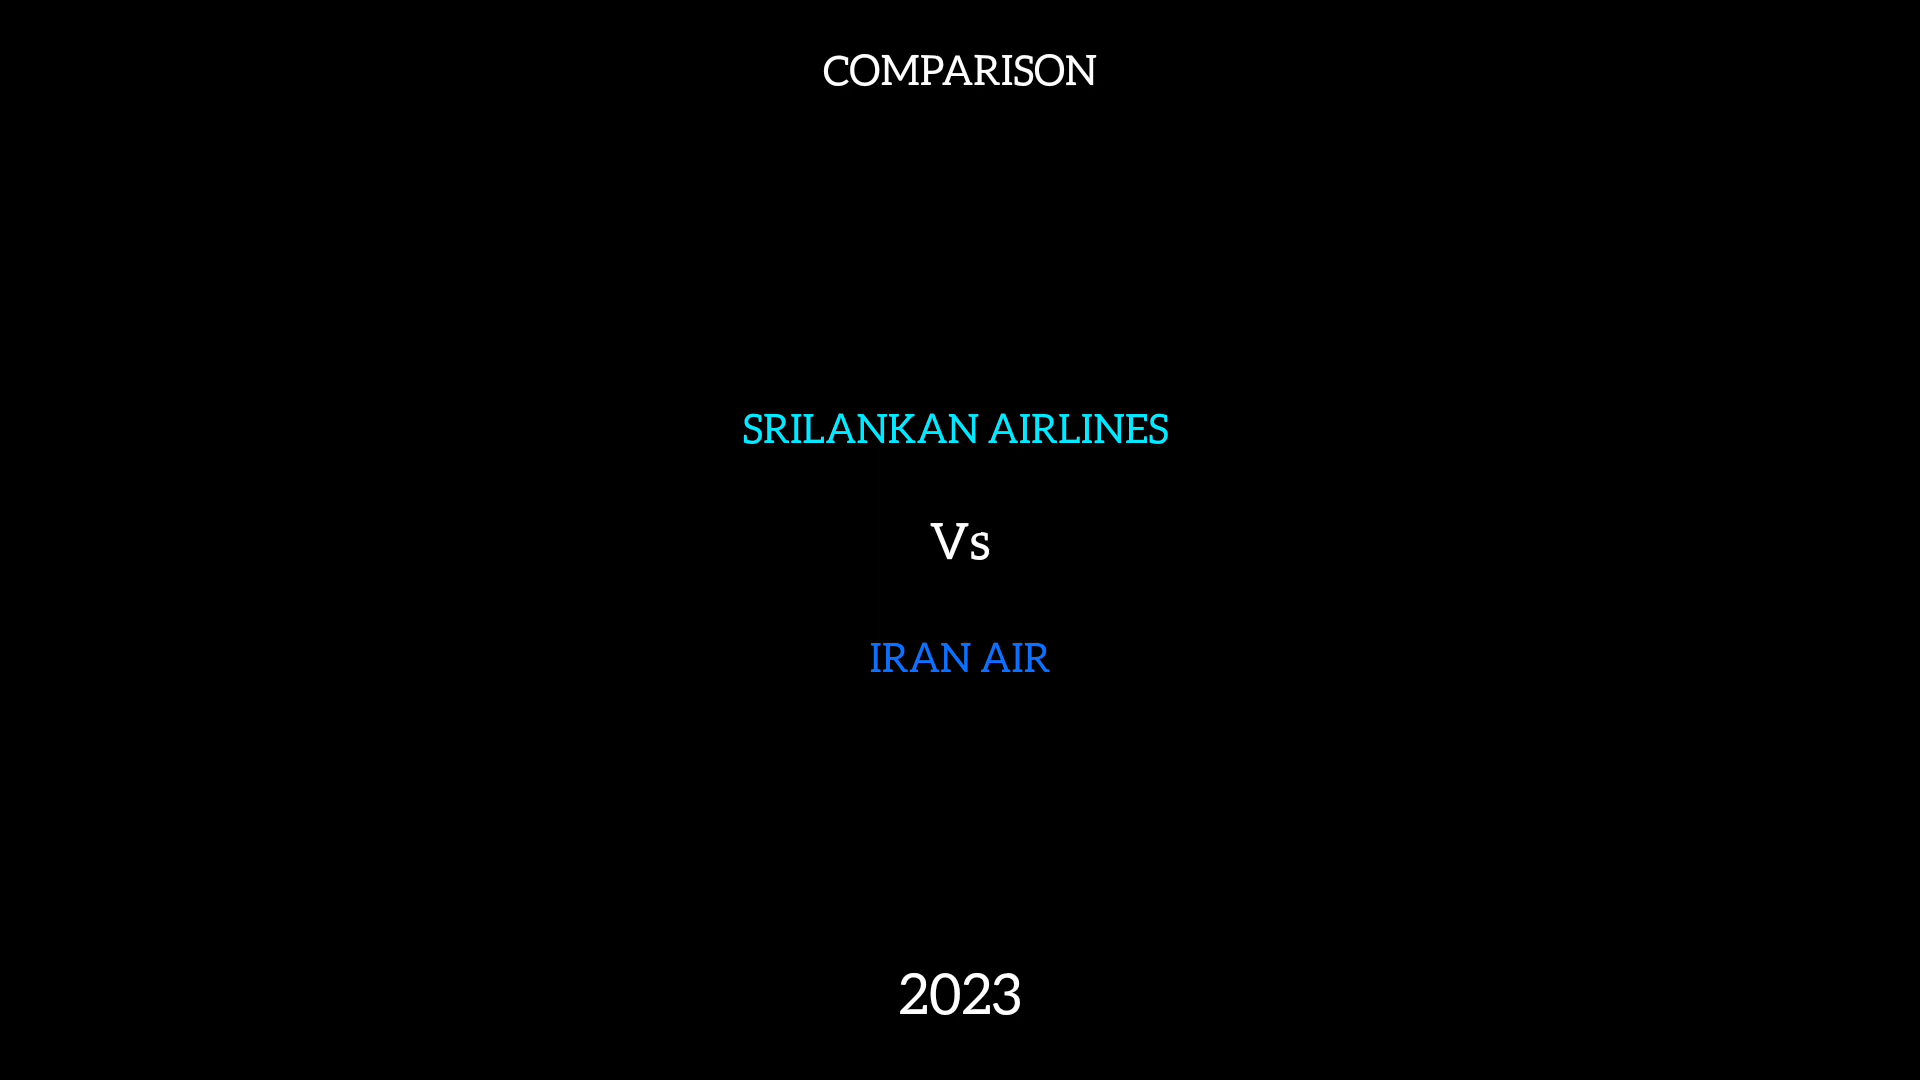 COMPARISON
SRILANKAN AIRLINES
Vs
IRAN AIR
2023